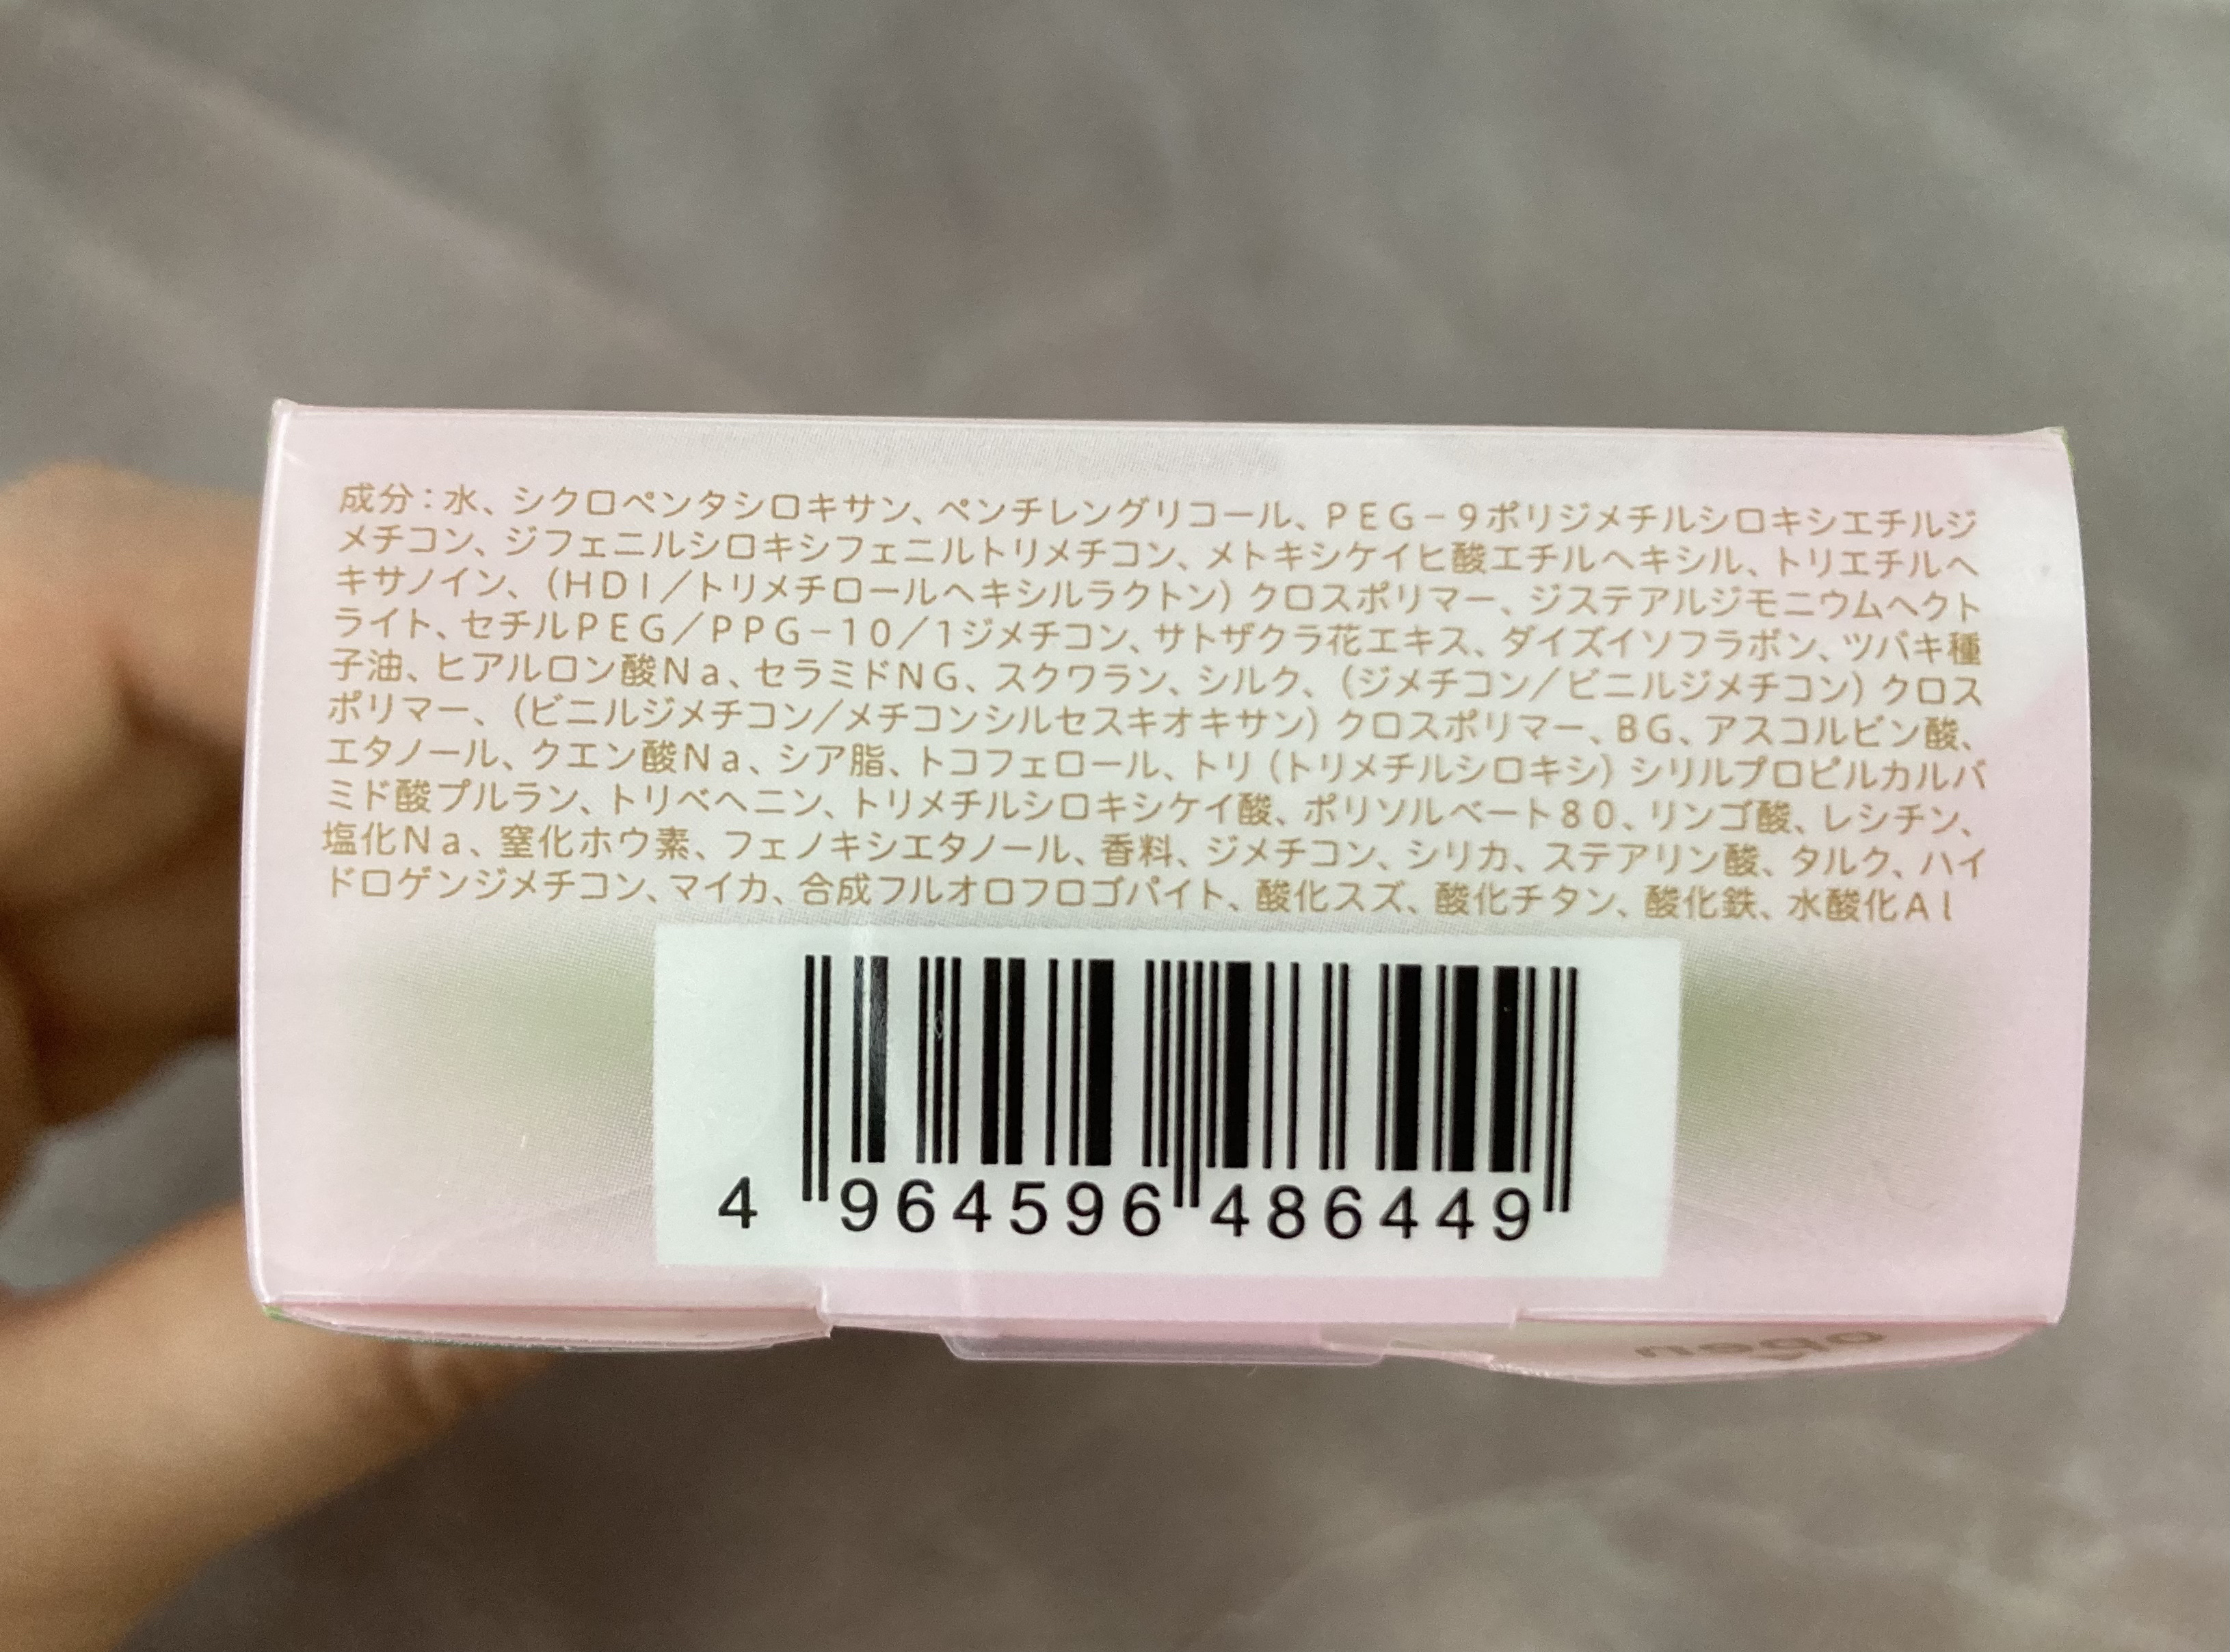 成分：水、シクロペンタシロキサン、ペンチレングリコール、PEG−9ポリジメチルシロキシエチルジ
メチコン、ジフェニルシロキシフェニルトリメチコン、メトキシケイヒ酸エチルヘキシル、トリエチルヘ
キサノイン、（HDI／トリメチロールヘキシルラクトン）クロスポリマー、ジステアルジモニウムヘクト
ライト、セチルPEG／PPG−10／1ジメチコン、サトザクラ花エキス、ダイズイソフラボン、ツバキ種
子油、ヒアルロン酸Na、セラミドNG、スクワラン、シルク、（ジメチコン／ビニルジメチコン）クロス
ポリマー、（ビニルジメチコン／メチコンシルセスキオキサン）クロスポリマー、BG、アスコルビン酸、
エタノール、クエン酸Na、シア脂、トコフェロール、トリ（トリメチルシロキシ）シリルプロピルカルバ
ミド酸プルラン、トリベヘニン、トリメチルシロキシケイ酸、ポリソルベート80、リンゴ酸、レシチン、
塩化Na、窒化ホウ素、フェノキシエタノール、香料、ジメチコン、シリカ、ステアリン酸、タルク、ハイ
ドロゲンジメチコン、マイカ、合成フルオロフロゴパイト、酸化スズ、酸化チタン、酸化鉄、水酸化Al
4 964596 486449
open